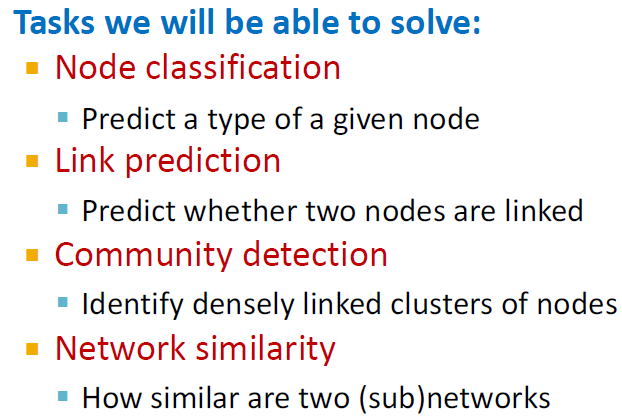 Tasks we will be able to solve:
Node classification
Predict a type of a given node
Link prediction
Predict whether two nodes are linked
Community detection
Identify densely linked clusters of nodes
Network similarity
How similar are two (sub)networks